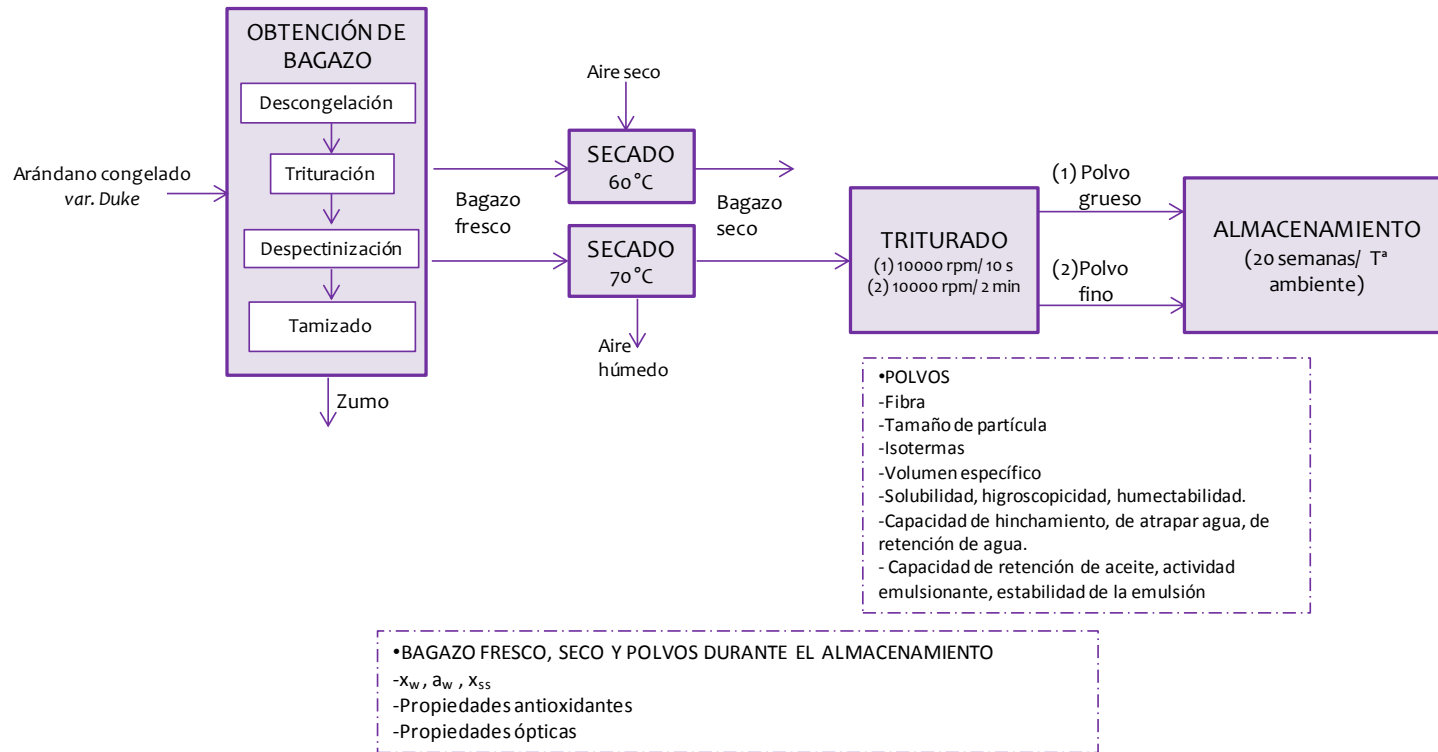 OBTENCIÓN DE
BAGAZO
Descongelación
Trituración
Despectinización
Tamizado
Arándano congelado
var. Duke
Zumo
Bagazo
fresco
Aire seco
SECADO
60°C
SECADO
70°C
Aire
húmedo
Bagazo
seco
TRITURADO
(1) 10000 rpm/ 10 s
(2) 10000 rpm/ 2 min
(1) Polvo
grueso
(2)Polvo
fino
ALMACENAMIENTO
(20 semanas/ Tª
ambiente)
•POLVOS
-Fibra
-Tamaño de partícula
-Isotermas
-Volumen específico
-Solubilidad, higroscopicidad, humectabilidad.
-Capacidad de hinchamiento, de atrapar agua, de
retención de agua.
- Capacidad de retención de aceite, actividad
emulsionante, estabilidad de la emulsión
•BAGAZO FRESCO, SECO Y POLVOS DURANTE EL ALMACENAMIENTO
-xw , aw , xss
-Propiedades antioxidantes
-Propiedades ópticas